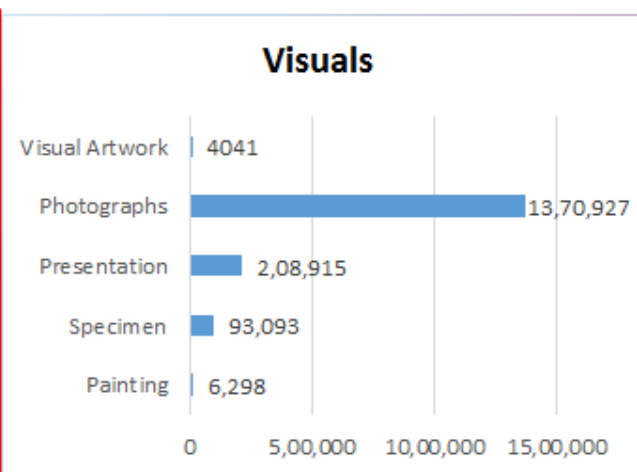 Visuals
Visual Artwork 4041
Photographs 13,70,927
Presentation 2,08,915
Specimen 93,093
Painting 6,298
0 5,00,000 10,00,000 15,00,000